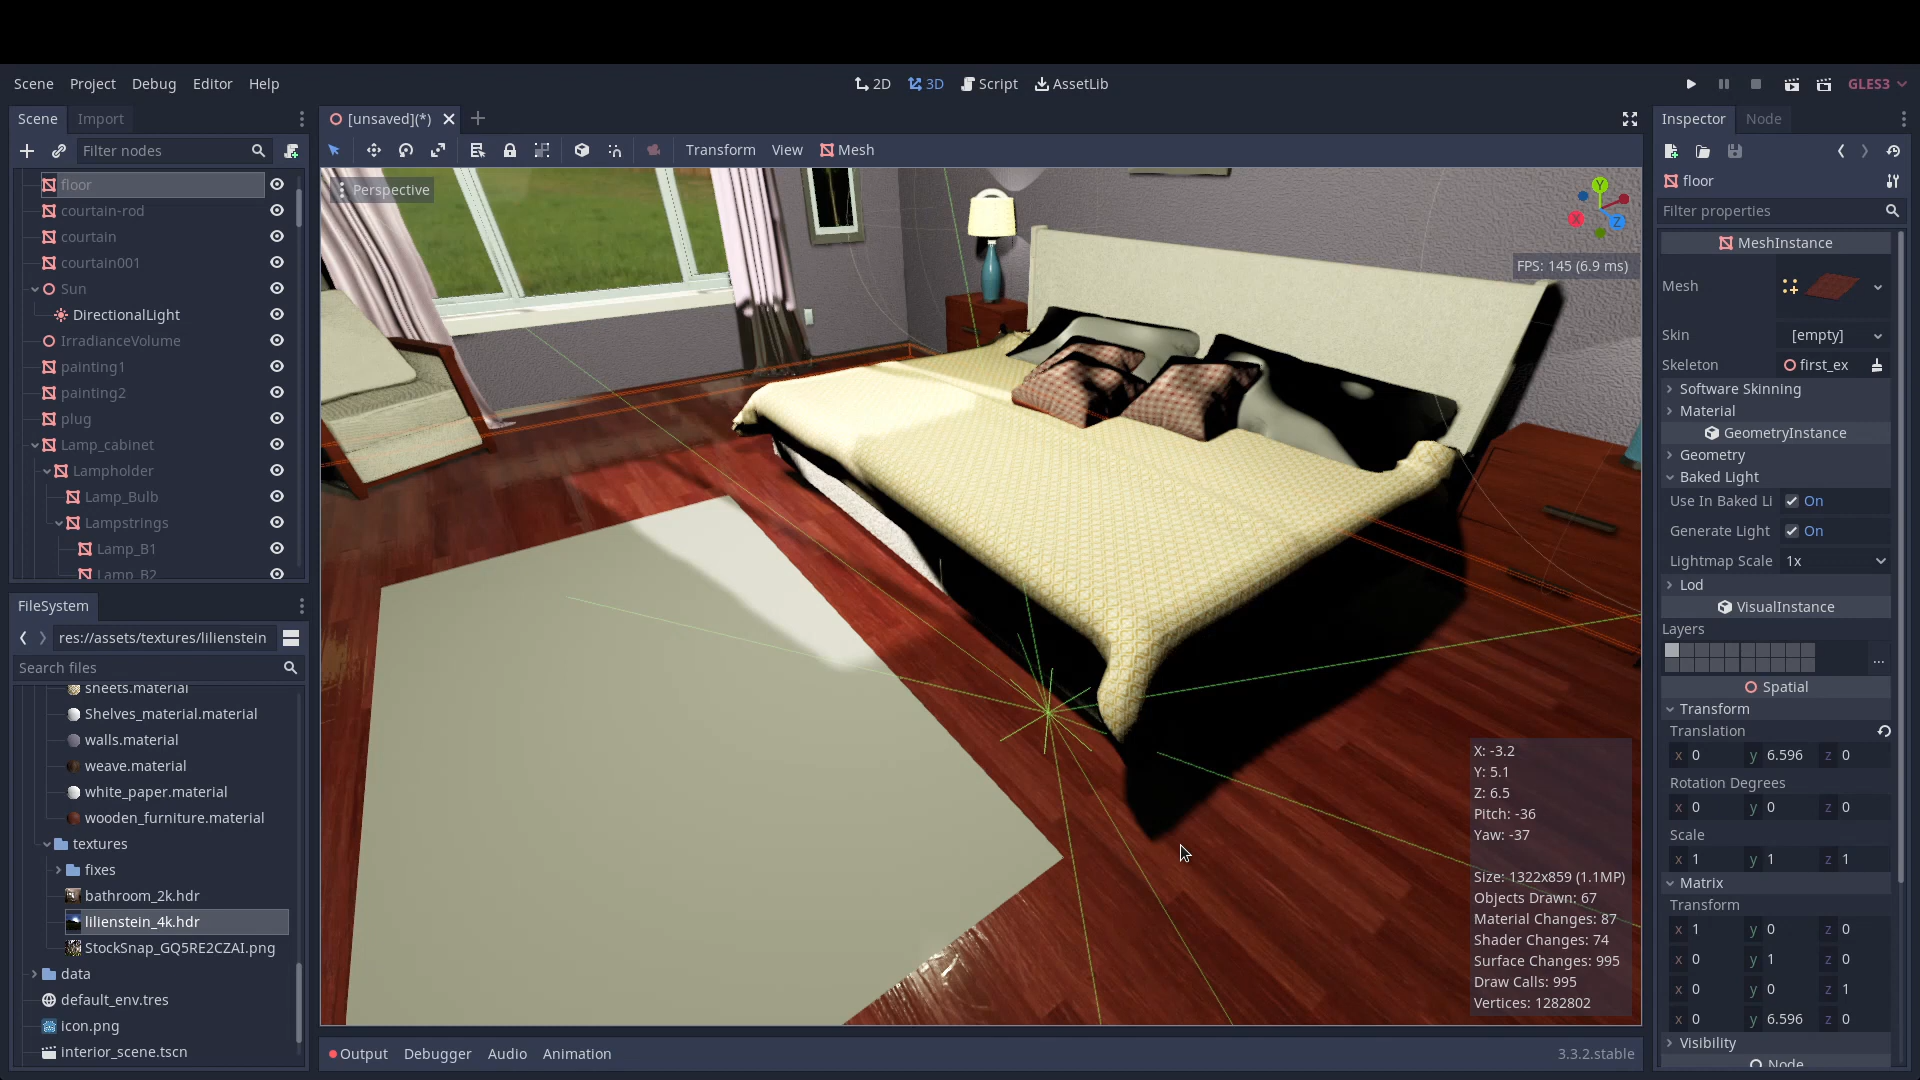 Scene Project Debug Editor Help
2D 3D Script AssetLib
GLES3
Scene Import
Filter nodes
floor
courtain-rod
courtain
courtain001
Sun
DirectionalLight
IrradianceVolume
painting1
painting2
plug
Lamp_cabinet
Lampholder
Lamp_Bulb
Lampstrings
Lamp_B1
Lamp_B2
FileSystem
res://assets/textures/lilienstein
Search files
sheets.material
Shelves_material.material
walls.material
weave.material
white_paper.material
wooden_furniture.material
textures
fixes
bathroom_2k.hdr
lilienstein_4k.hdr
StockSnap_GQ5RE2CZAI.png
data
default_env.tres
icon.png
interior_scene.tscn
[unsaved](*)
Transform View Mesh
Perspective
Y
X
Z
FPS: 145 (6.9 ms)
X: -3.2
Y: 5.1
Z: 6.5
Pitch: -36
Yaw: -37
Size: 1322x859 (1.1MP)
Objects Drawn: 67
Material Changes: 87
Shader Changes: 74
Surface Changes: 995
Draw Calls: 995
Vertices: 1282802
Output Debugger Audio Animation
3.3.2.stable
Inspector Node
floor
Filter properties
MeshInstance
Mesh
Skin [empty]
Skeleton first_ex
Software Skinning
Material
GeometryInstance
Geometry
Baked Light
Use In Baked Li On
Generate Light On
Lightmap Scale 1x
Lod
VisualInstance
Layers
...
Spatial
Transform
Translation
x 0 y 6.596 z 0
Rotation Degrees
x 0 y 0 z 0
Scale
x 1 y 1 z 1
Matrix
Transform
x 1 y 0 z 0
x 0 y 1 z 0
x 0 y 0 z 1
x 0 y 6.596 z 0
Visibility
Node